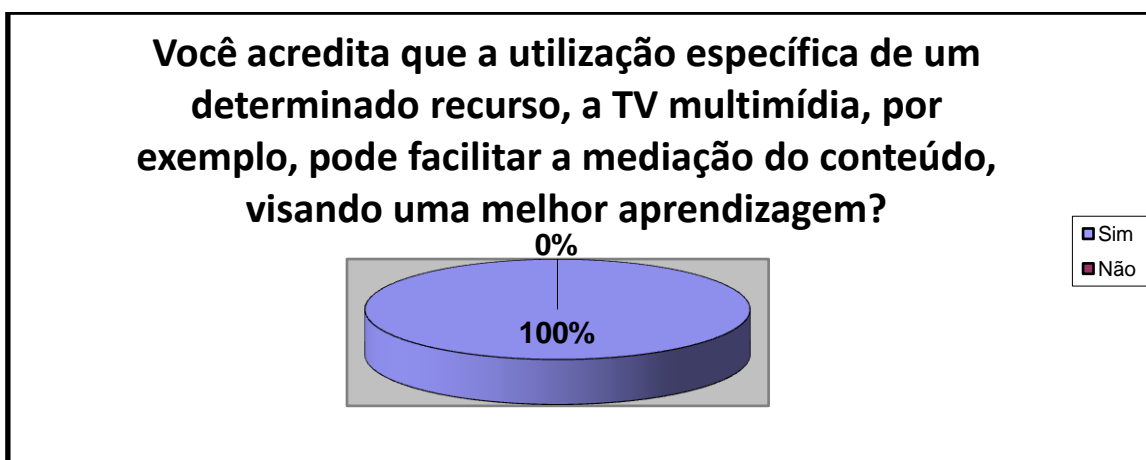 Você acredita que a utilização específica de um
determinado recurso, a TV multimídia, por
exemplo, pode facilitar a mediação do conteúdo,
visando uma melhor aprendizagem?
0%
100%
Sim
Não